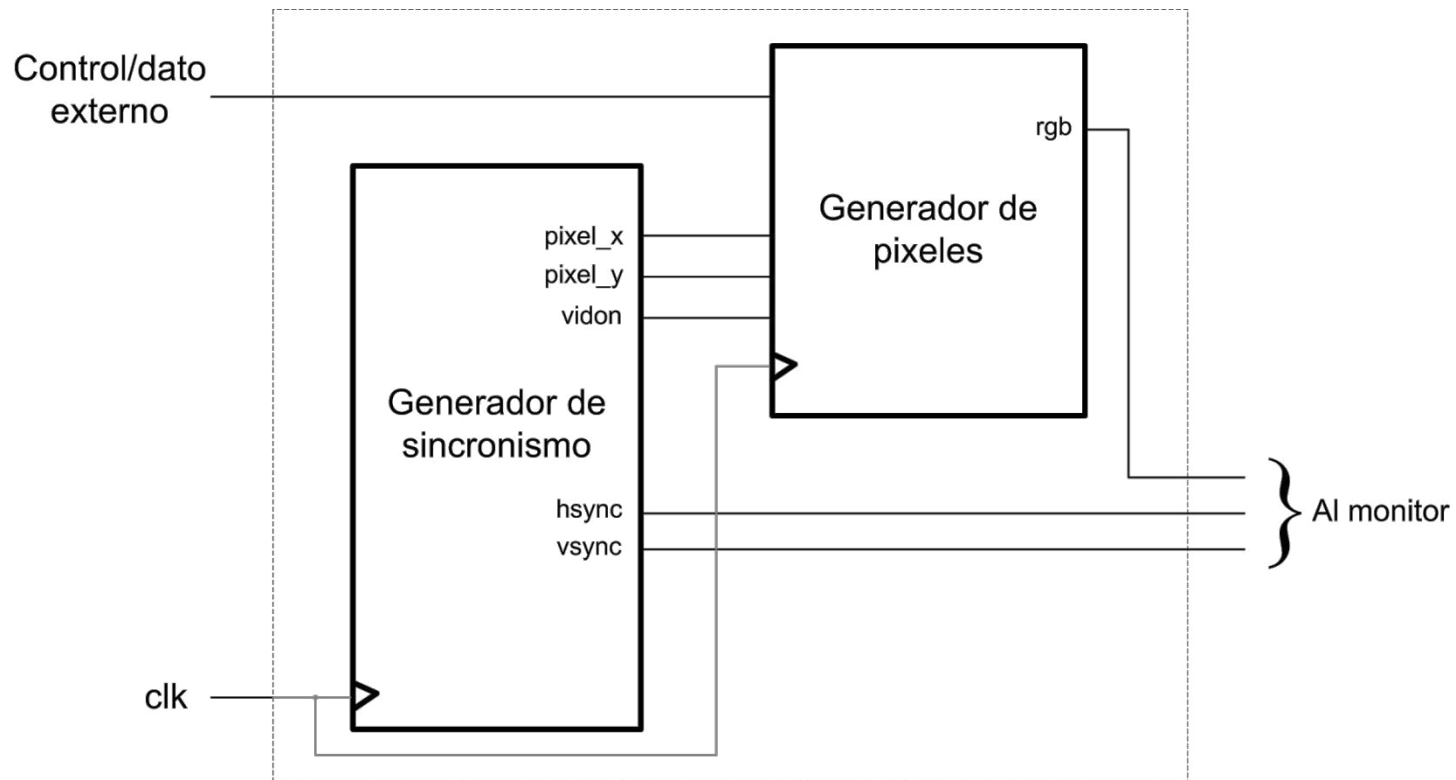 Control/dato
externo
rgb
Generador de
pixeles
pixel_x
pixel_y
vidon
Generador de
sincronismo
hsync
vsync
Al monitor
clk